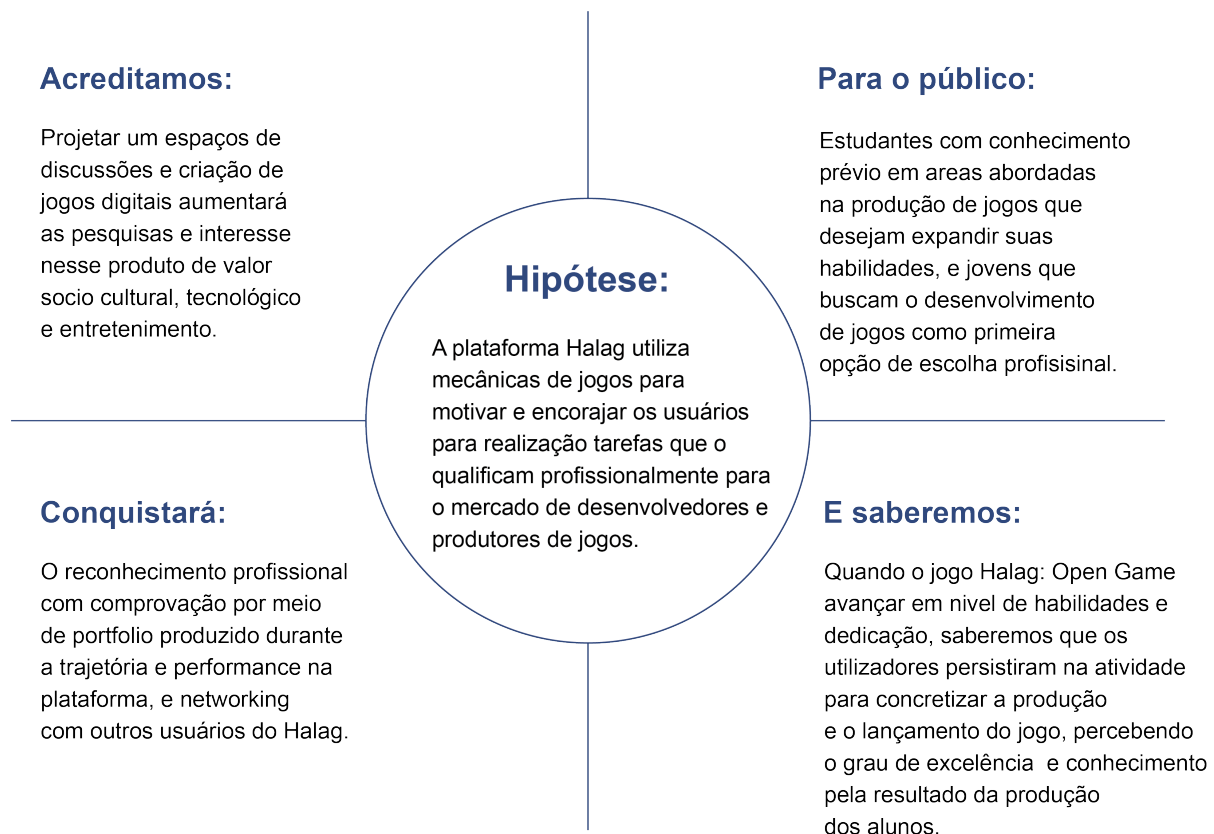 Acreditamos:
Projetar um espaços de
discussões e criação de
jogos digitais aumentará
as pesquisas e interesse
nesse produto de valor
socio cultural, tecnológico
e entretenimento.
Para o público:
Estudantes com conhecimento
prévio em areas abordadas
na produção de jogos que
desejam expandir suas
habilidades, e jovens que
buscam o desenvolvimento
de jogos como primeira
opção de escolha profisisinal.
Hipótese:
A plataforma Halag utiliza
mecânicas de jogos para
motivar e encorajar os usuários
para realização tarefas que o
qualificam profissionalmente para
o mercado de desenvolvedores e
produtores de jogos.
Conquistará:
O reconhecimento profissional
com comprovação por meio
de portfolio produzido durante
a trajetória e performance na
plataforma, e networking
com outros usuários do Halag.
E saberemos:
Quando o jogo Halag: Open Game
avançar em nivel de habilidades e
dedicação, saberemos que os
utilizadores persistiram na atividade
para concretizar a produção
e o lançamento do jogo, percebendo
o grau de excelência  e conhecimento
pela resultado da produção
dos alunos.